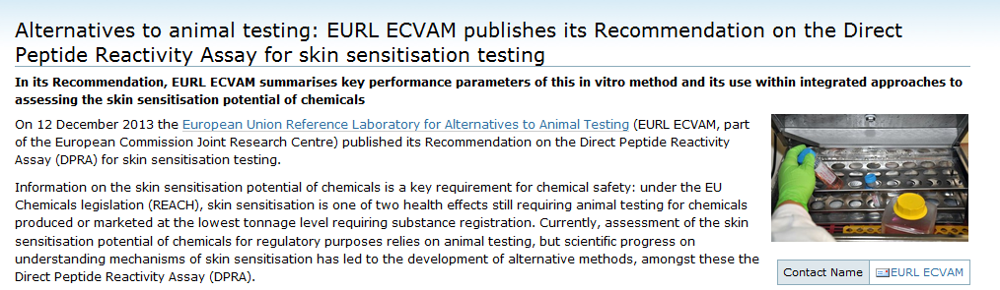 Alternatives to animal testing: EURL ECVAM publishes its Recommendation on the Direct
Peptide Reactivity Assay for skin sensitisation testing
In its Recommendation, EURL ECVAM summarises key performance parameters of this in vitro method and its use within integrated approaches to
assessing the skin sensitisation potential of chemicals
On 12 December 2013 the European Union Reference Laboratory for Alternatives to Animal Testing (EURL ECVAM, part
of the European Commission Joint Research Centre) published its Recommendation on the Direct Peptide Reactivity
Assay (DPRA) for skin sensitisation testing.
Information on the skin sensitisation potential of chemicals is a key requirement for chemical safety: under the EU
Chemicals legislation (REACH), skin sensitisation is one of two health effects still requiring animal testing for chemicals
produced or marketed at the lowest tonnage level requiring substance registration. Currently, assessment of the skin
sensitisation potential of chemicals for regulatory purposes relies on animal testing, but scientific progress on
understanding mechanisms of skin sensitisation has led to the development of alternative methods, amongst these the
Direct Peptide Reactivity Assay (DPRA).
Contact Name EURL ECVAM